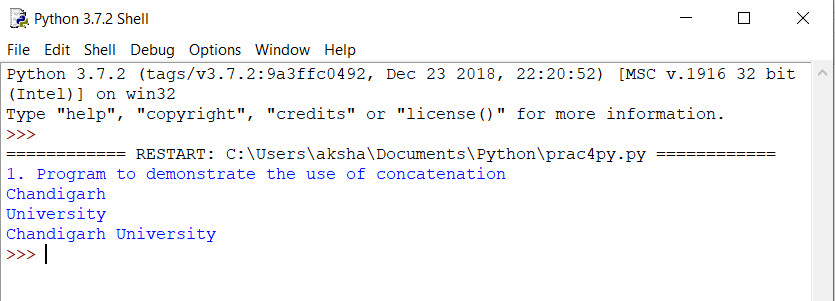 Python 3.7.2 Shell
File Edit Shell Debug Options Window Help
Python 3.7.2 (tags/v3.7.2:9a3ffc0492, Dec 23 2018, 22:20:52) [MSC v.1916 32 bit
(Intel)] on win32
Type "help", "copyright", "credits" or "license()" for more information.
>>>
============ RESTART: C:\Users\aksha\Documents\Python\prac4py.py ============
1. Program to demonstrate the use of concatenation
Chandigarh
University
Chandigarh University
>>>